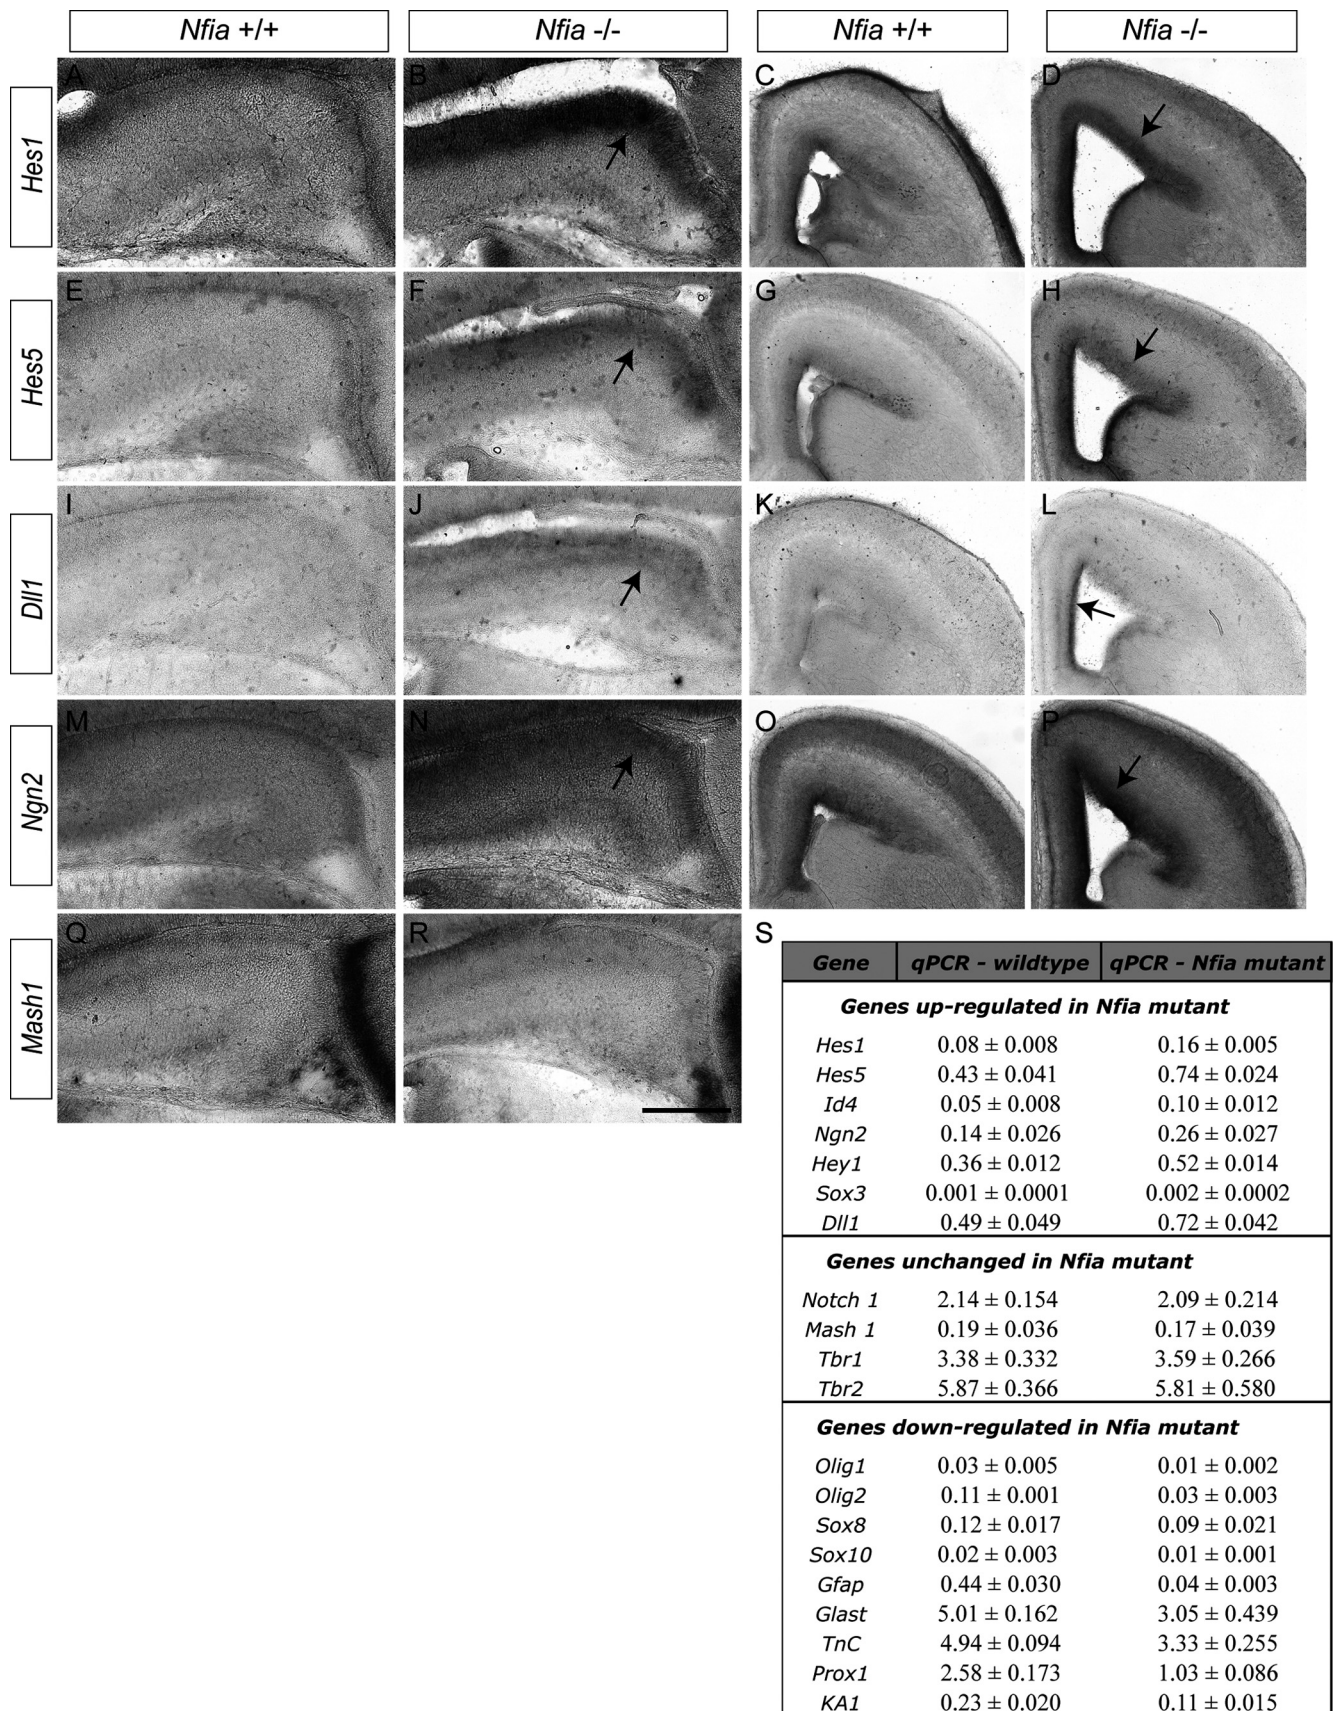 Nfia +/+
Nfia -/-
Nfia +/+
Nfia -/-
Hes1
A
B
C
D
Hes5
E
F
G
H
Dll1
I
J
K
L
Ngn2
M
N
O
P
Mash1
Q
R
S
Gene qPCR - wildtype qPCR - Nfia mutant
Genes up-regulated in Nfia mutant
Hes1 0.08 ± 0.008 0.16 ± 0.005
Hes5 0.43 ± 0.041 0.74 ± 0.024
Id4 0.05 ± 0.008 0.10 ± 0.012
Ngn2 0.14 ± 0.026 0.26 ± 0.027
Hey1 0.36 ± 0.012 0.52 ± 0.014
Sox3 0.001 ± 0.0001 0.002 ± 0.0002
Dll1 0.49 ± 0.049 0.72 ± 0.042
Genes unchanged in Nfia mutant
Notch 1 2.14 ± 0.154 2.09 ± 0.214
Mash 1 0.19 ± 0.036 0.17 ± 0.039
Tbr1 3.38 ± 0.332 3.59 ± 0.266
Tbr2 5.87 ± 0.366 5.81 ± 0.580
Genes down-regulated in Nfia mutant
Olig1 0.03 ± 0.005 0.01 ± 0.002
Olig2 0.11 ± 0.001 0.03 ± 0.003
Sox8 0.12 ± 0.017 0.09 ± 0.021
Sox10 0.02 ± 0.003 0.01 ± 0.001
Gfap 0.44 ± 0.030 0.04 ± 0.003
Glast 5.01 ± 0.162 3.05 ± 0.439
TnC 4.94 ± 0.094 3.33 ± 0.255
Prox1 2.58 ± 0.173 1.03 ± 0.086
KA1 0.23 ± 0.020 0.11 ± 0.015